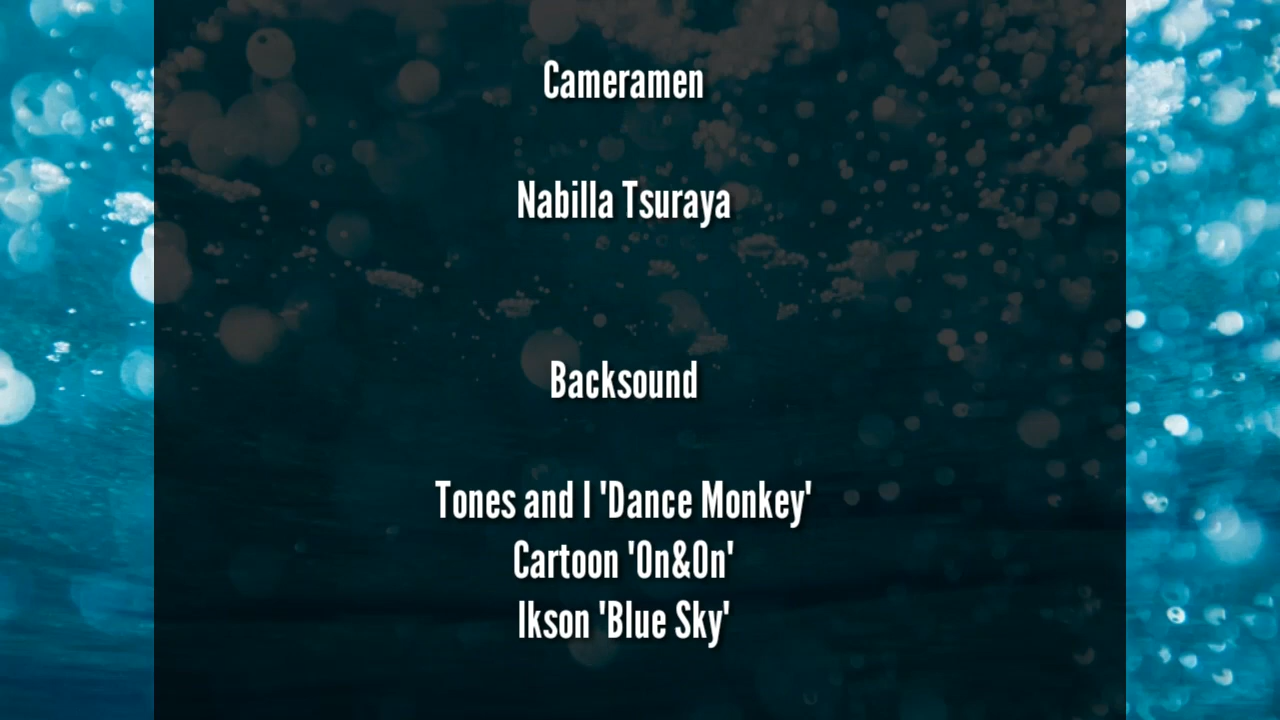 Cameramen
Nabilla Tsuraya
Backsound
Tones and I 'Dance Monkey'
Cartoon 'On&On'
Ikson 'Blue Sky'